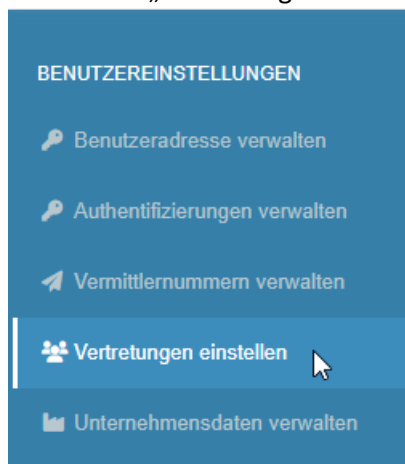 BENUTZEREINSTELLUNGEN
Benutzeradresse verwalten
Authentifizierungen verwalten
Vermittlernummern verwalten
Vertretungen einstellen
Unternehmensdaten verwalten